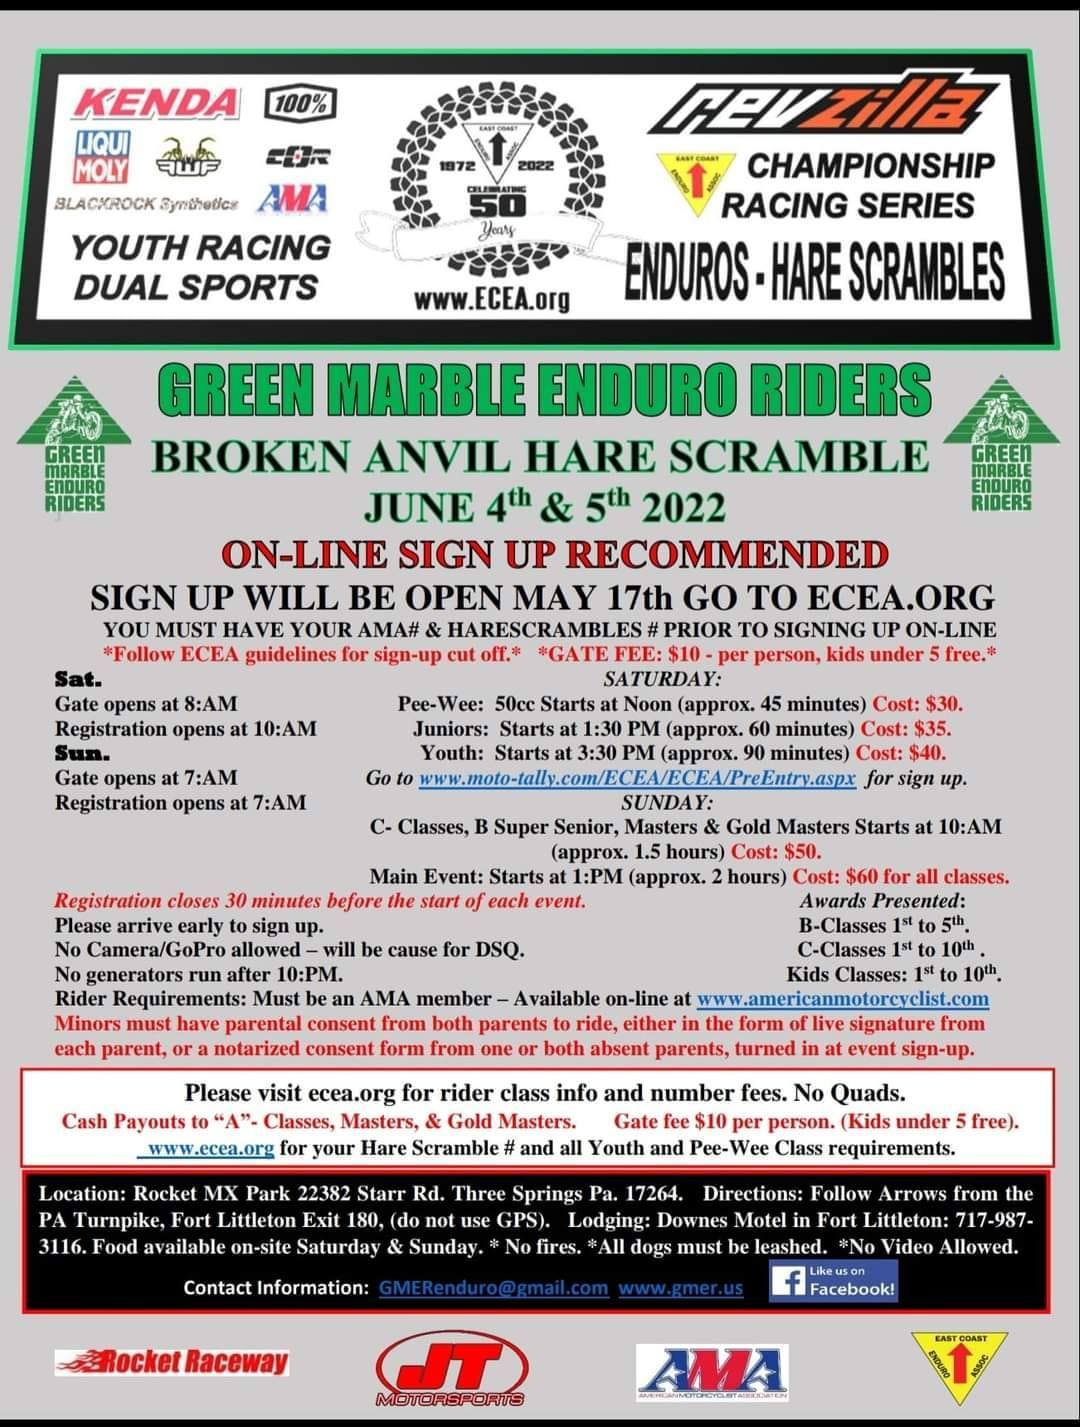 KENDA 100%
LIQUI MOLY
BLACKROCK Synthetics AMA
YOUTH RACING
DUAL SPORTS
EAST COAST
ENDURO ASSOC
1972 2022
CELEBRATING
50
Years
www.ECEA.org
revzilla
EAST COAST
ENDURO ASSOC
CHAMPIONSHIP
RACING SERIES
ENDUROS - HARE SCRAMBLES
GREEN MARBLE ENDURO RIDERS
GREEN
MARBLE
ENDURO
RIDERS
BROKEN ANVIL HARE SCRAMBLE
JUNE 4th & 5th 2022
GREEN
MARBLE
ENDURO
RIDERS
ON-LINE SIGN UP RECOMMENDED
SIGN UP WILL BE OPEN MAY 17th GO TO ECEA.ORG
YOU MUST HAVE YOUR AMA# & HARESCRAMBLES # PRIOR TO SIGNING UP ON-LINE
*Follow ECEA guidelines for sign-up cut off.* *GATE FEE: $10 - per person, kids under 5 free.*
Sat. SATURDAY:
Gate opens at 8:AM Pee-Wee: 50cc Starts at Noon (approx. 45 minutes) Cost: $30.
Registration opens at 10:AM Juniors: Starts at 1:30 PM (approx. 60 minutes) Cost: $35.
Sun. Youth: Starts at 3:30 PM (approx. 90 minutes) Cost: $40.
Gate opens at 7:AM Go to www.moto-tally.com/ECEA/ECEA/PreEntry.aspx for sign up.
Registration opens at 7:AM SUNDAY:
C- Classes, B Super Senior, Masters & Gold Masters Starts at 10:AM
(approx. 1.5 hours) Cost: $50.
Main Event: Starts at 1:PM (approx. 2 hours) Cost: $60 for all classes.
Registration closes 30 minutes before the start of each event. Awards Presented:
Please arrive early to sign up. B-Classes 1st to 5th.
No Camera/GoPro allowed – will be cause for DSQ. C-Classes 1st to 10th .
No generators run after 10:PM. Kids Classes: 1st to 10th.
Rider Requirements: Must be an AMA member – Available on-line at www.americanmotorcyclist.com
Minors must have parental consent from both parents to ride, either in the form of live signature from
each parent, or a notarized consent form from one or both absent parents, turned in at event sign-up.
Please visit ecea.org for rider class info and number fees. No Quads.
Cash Payouts to “A”- Classes, Masters, & Gold Masters. Gate fee $10 per person. (Kids under 5 free).
www.ecea.org for your Hare Scramble # and all Youth and Pee-Wee Class requirements.
Location: Rocket MX Park 22382 Starr Rd. Three Springs Pa. 17264. Directions: Follow Arrows from the
PA Turnpike, Fort Littleton Exit 180, (do not use GPS). Lodging: Downes Motel in Fort Littleton: 717-987-
3116. Food available on-site Saturday & Sunday. * No fires. *All dogs must be leashed. *No Video Allowed.
Contact Information: GMERenduro@gmail.com www.gmer.us
Like us on
Facebook!
Rocket Raceway
JT
MOTORSPORTS
AMA
AMERICAN MOTORCYCLIST ASSOCIATION
EAST COAST
ENDURO ASSOC